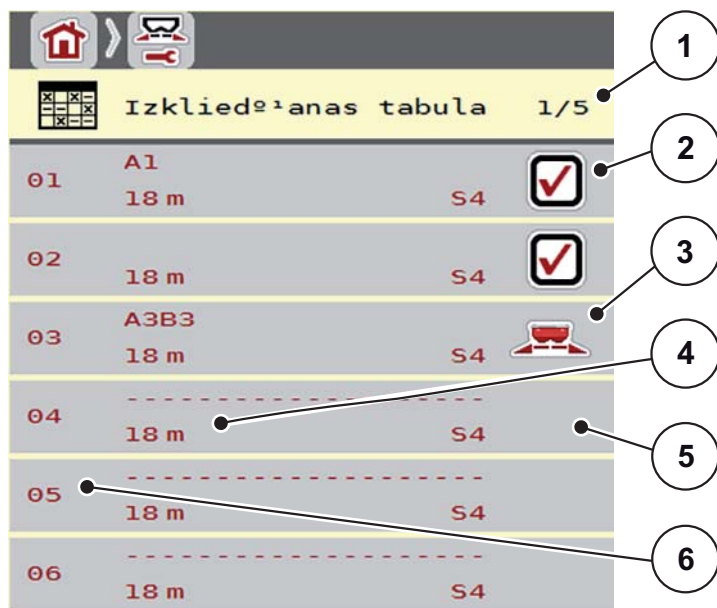 Izkliedº¹anas tabula 1/5
01 A1
18 m S4
02
18 m S4
03 A3B3
18 m S4
04 --------------------
18 m S4
05 --------------------
18 m S4
06 --------------------
18 m S4
1
2
3
4
5
6